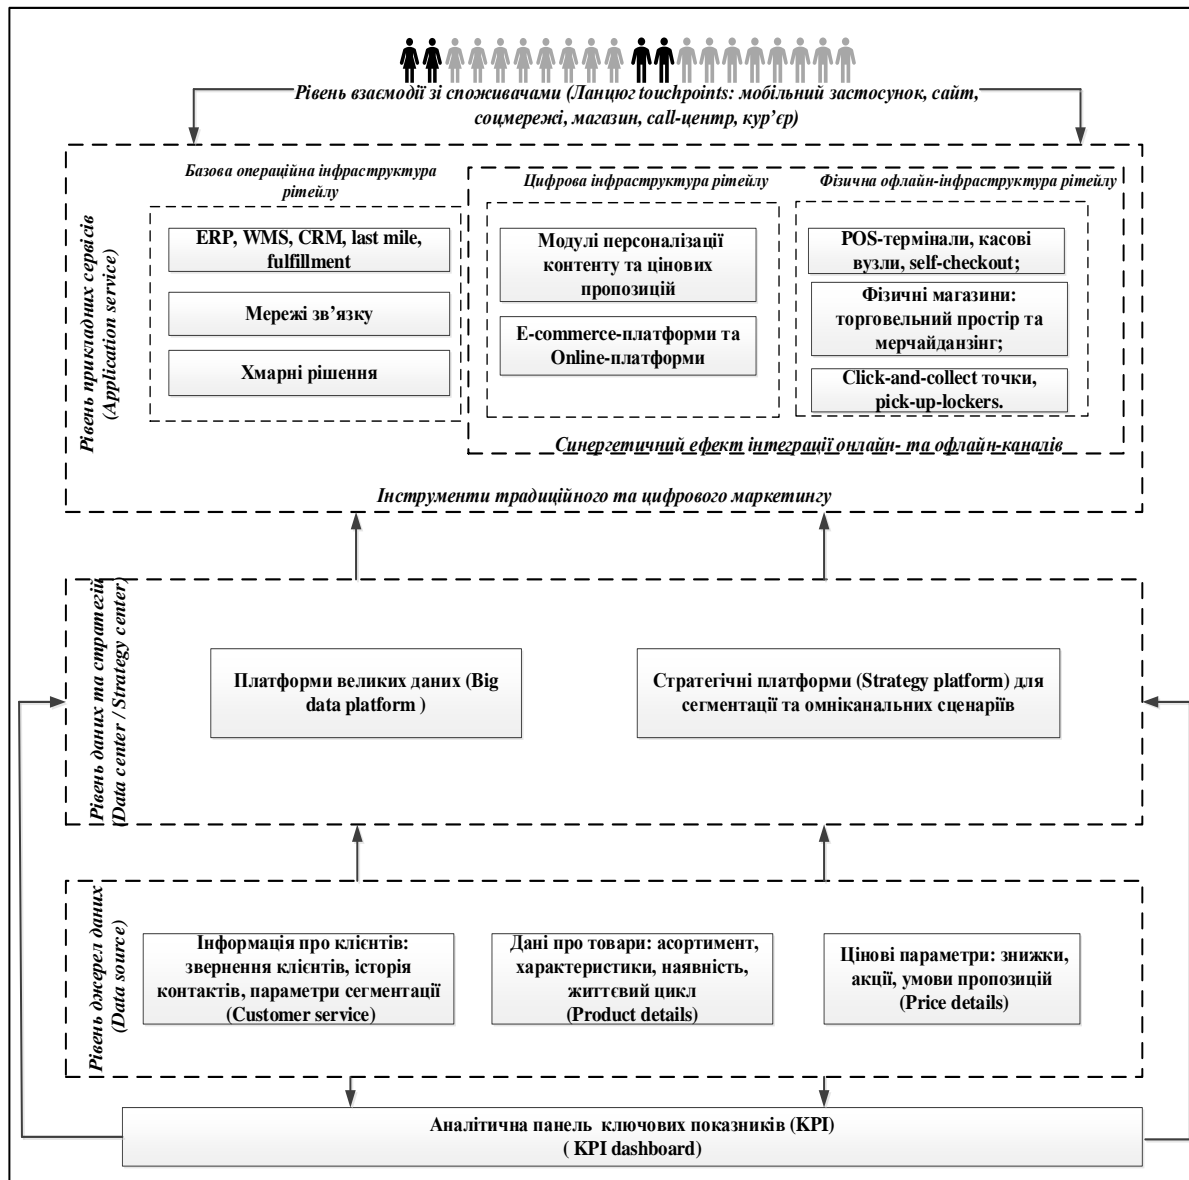 Рівень взаємодії зі споживачами (Ланцюг touchpoints: мобільний застосунок, сайт,
соцмережі, магазин, call-центр, кур’єр)
Рівень прикладних сервісів
(Application service)
Базова операційна інфраструктура
рітейлу
ERP, WMS, CRM, last mile,
fulfillment
Мережі зв’язку
Хмарні рішення
Цифрова інфраструктура рітейлу
Модулі персоналізації
контенту та цінових
пропозицій
E-commerce-платформи та
Online-платформи
Фізична офлайн-інфраструктура рітейлу
POS-термінали, касові
вузли, self-checkout;
Фізичні магазини:
торговельний простір та
мерчайданзінг;
Click-and-collect точки,
pick-up-lockers.
Синергетичний ефект інтеграції онлайн- та офлайн-каналів
Інструменти традиційного та цифрового маркетингу
Рівень даних та стратегій
(Data center / Strategy center)
Платформи великих даних (Big
data platform )
Стратегічні платформи (Strategy platform) для
сегментації та омніканальних сценаріїв
Рівень джерел даних
(Data source)
Інформація про клієнтів:
звернення клієнтів, історія
контактів, параметри сегментації
(Customer service)
Дані про товари: асортимент,
характеристики, наявність,
життєвий цикл
(Product details)
Цінові параметри: знижки,
акції, умови пропозицій
(Price details)
Аналітична панель ключових показників (KPI)
( KPI dashboard)